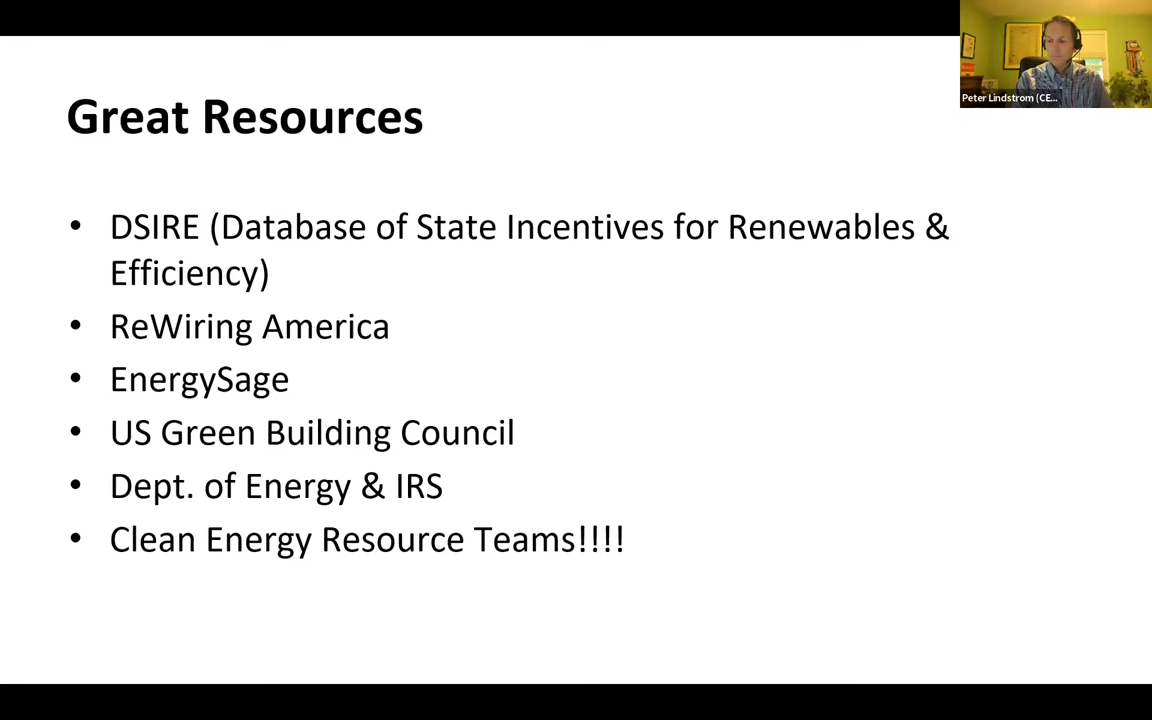 Great Resources
• DSIRE (Database of State Incentives for Renewables &
Efficiency)
• ReWiring America
• EnergySage
• US Green Building Council
• Dept. of Energy & IRS
• Clean Energy Resource Teams!!!!
Peter Lindstrom (CE...